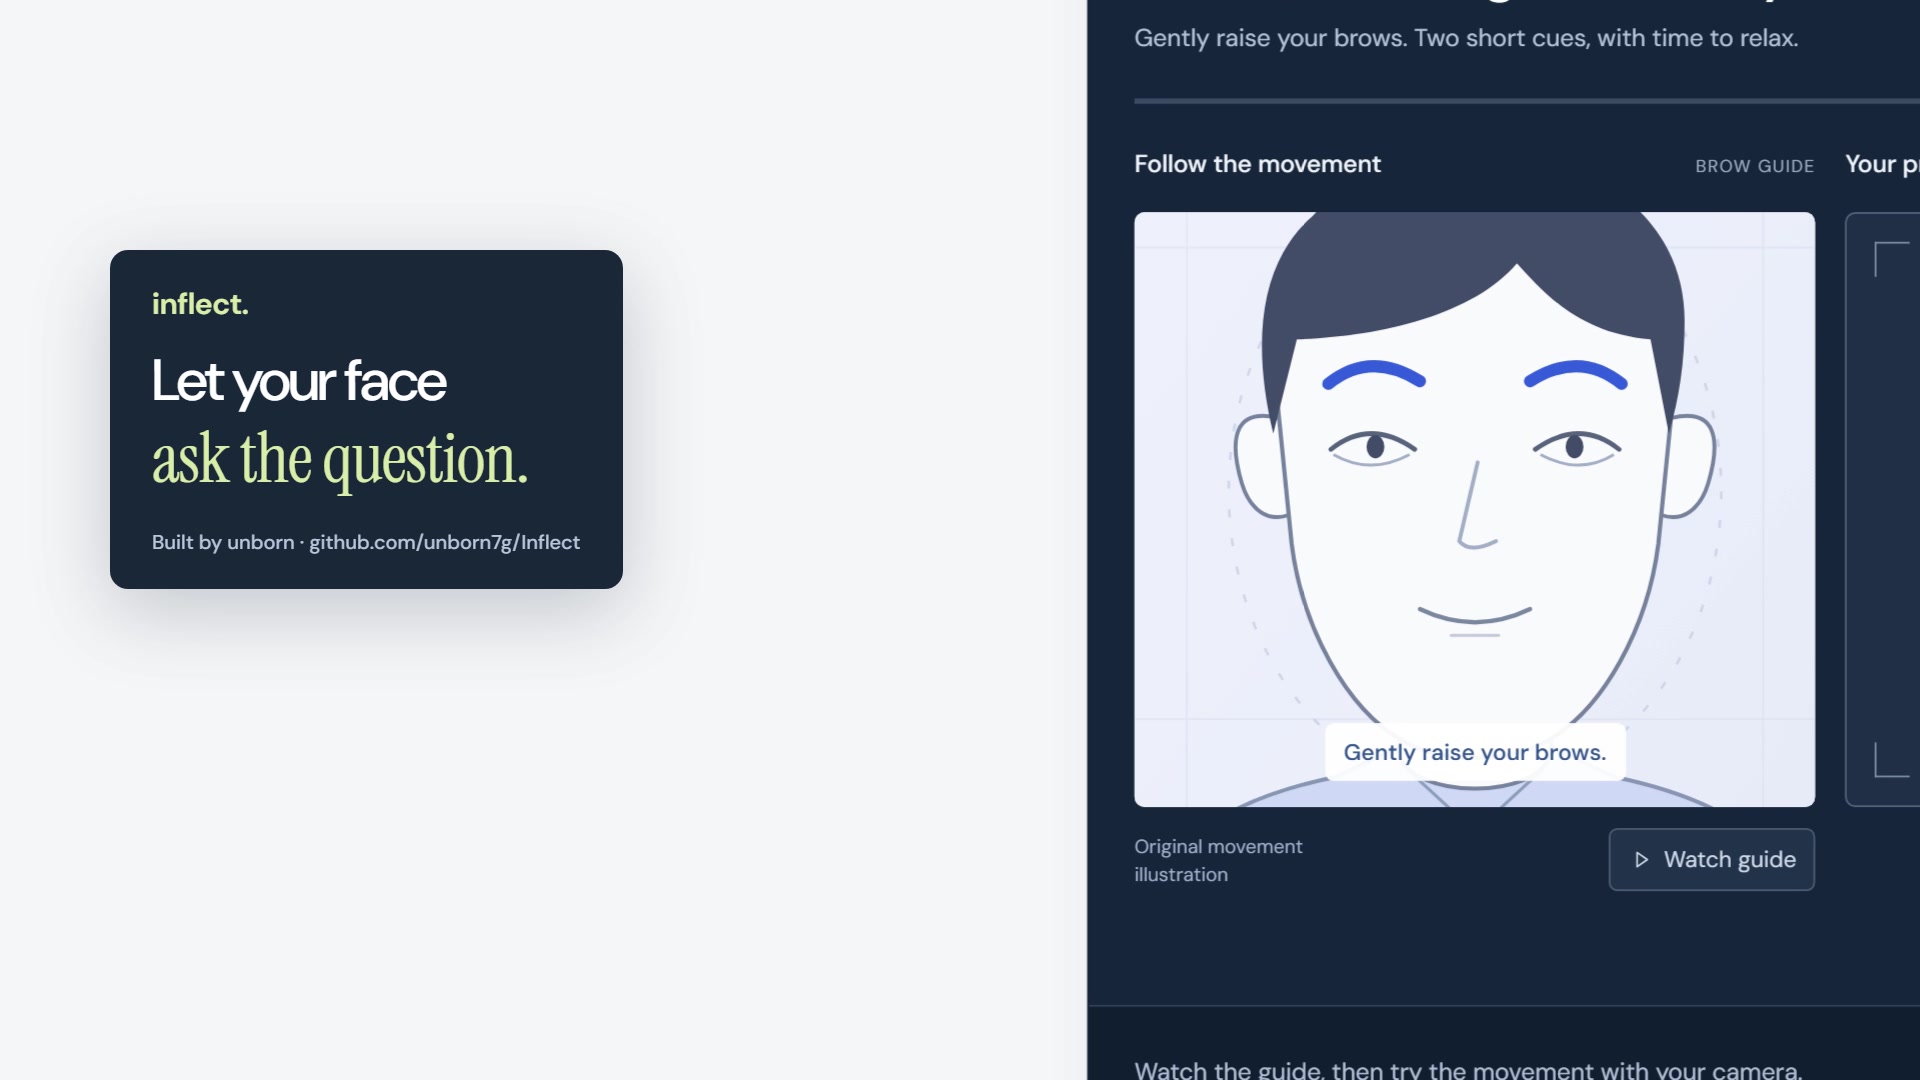 inflect.
Let your face
ask the question.
Built by unborn · github.com/unborn7g/Inflect
Gently raise your brows. Two short cues, with time to relax.
Follow the movement
BROW GUIDE
Your
Gently raise your brows.
Original movement
illustration
Watch guide
Watch the guide, then try the movement with your camera.